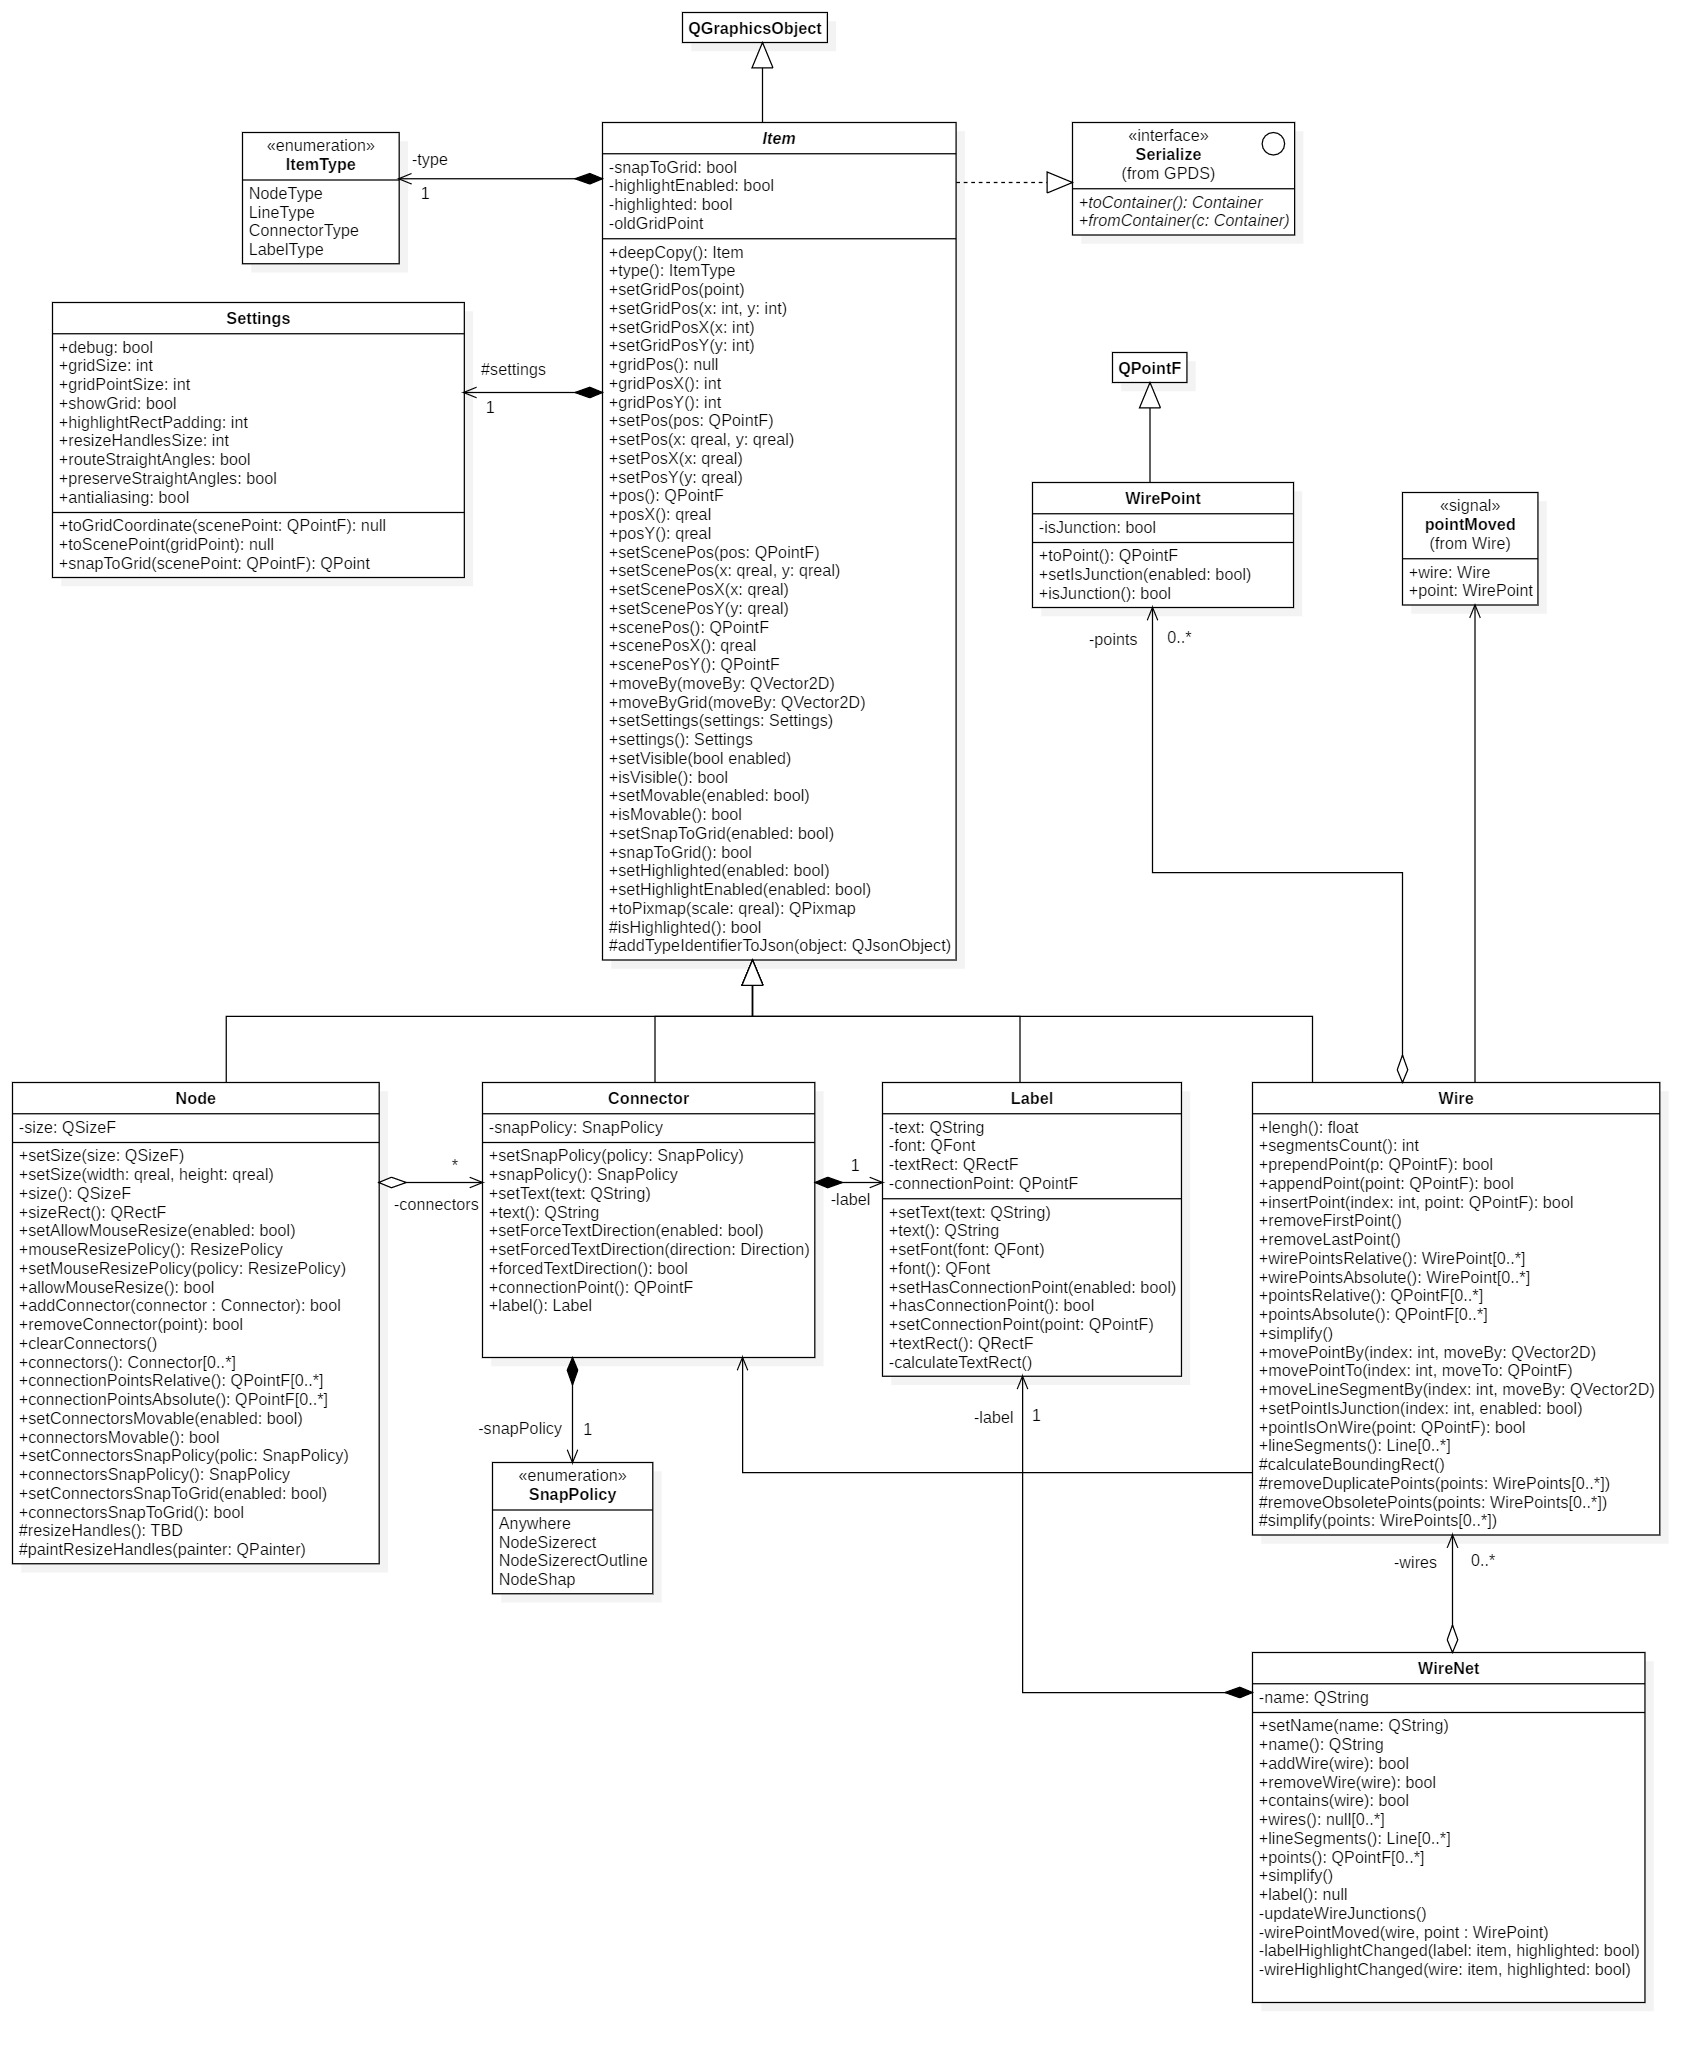 QGraphicsObject
«enumeration»
ItemType
NodeType
LineType
ConnectorType
LabelType
-type
1
Item
-snapToGrid: bool
-highlightEnabled: bool
-highlighted: bool
-oldGridPoint
+deepCopy(): Item
+type(): ItemType
+setGridPos(point)
+setGridPos(x: int, y: int)
+setGridPosX(x: int)
+setGridPosY(y: int)
+gridPos(): null
+gridPosX(): int
+gridPosY(): int
+setPos(pos: QPointF)
+setPos(x: qreal, y: qreal)
+setPosX(x: qreal)
+setPosY(y: qreal)
+pos(): QPointF
+posX(): qreal
+posY(): qreal
+setScenePos(pos: QPointF)
+setScenePos(x: qreal, y: qreal)
+setScenePosX(x: qreal)
+setScenePosY(y: qreal)
+scenePos(): QPointF
+scenePosX(): qreal
+scenePosY(): QPointF
+moveBy(moveBy: QVector2D)
+moveByGrid(moveBy: QVector2D)
+setSettings(settings: Settings)
+settings(): Settings
+setVisible(bool enabled)
+isVisible(): bool
+setMovable(enabled: bool)
+isMovable(): bool
+setSnapToGrid(enabled: bool)
+snapToGrid(): bool
+setHighlighted(enabled: bool)
+setHighlightEnabled(enabled: bool)
+toPixmap(scale: qreal): QPixmap
#isHighlighted(): bool
#addTypeIdentifierToJson(object: QJsonObject)
«interface»
Serialize
(from GPDS)
+toContainer(): Container
+fromContainer(c: Container)
Settings
+debug: bool
+gridSize: int
+gridPointSize: int
+showGrid: bool
+highlightRectPadding: int
+resizeHandlesSize: int
+routeStraightAngles: bool
+preserveStraightAngles: bool
+antialiasing: bool
+toGridCoordinate(scenePoint: QPointF): null
+toScenePoint(gridPoint): null
+snapToGrid(scenePoint: QPointF): QPoint
#settings
1
QPointF
WirePoint
-isJunction: bool
+toPoint(): QPointF
+setIsJunction(enabled: bool)
+isJunction(): bool
-points
0..*
«signal»
pointMoved
(from Wire)
+wire: Wire
+point: WirePoint
Node
-size: QSizeF
+setSize(size: QSizeF)
+setSize(width: qreal, height: qreal)
+size(): QSizeF
+sizeRect(): QRectF
+setAllowMouseResize(enabled: bool)
+mouseResizePolicy(): ResizePolicy
+setMouseResizePolicy(policy: ResizePolicy)
+allowMouseResize(): bool
+addConnector(connector : Connector): bool
+removeConnector(point): bool
+clearConnectors()
+connectors(): Connector[0..*]
+connectionPointsRelative(): QPointF[0..*]
+connectionPointsAbsolute(): QPointF[0..*]
+setConnectorsMovable(enabled: bool)
+connectorsMovable(): bool
+setConnectorsSnapPolicy(polic: SnapPolicy)
+connectorsSnapPolicy(): SnapPolicy
+setConnectorsSnapToGrid(enabled: bool)
+connectorsSnapToGrid(): bool
#resizeHandles(): TBD
#paintResizeHandles(painter: QPainter)
*
-connectors
Connector
-snapPolicy: SnapPolicy
+setSnapPolicy(policy: SnapPolicy)
+snapPolicy(): SnapPolicy
+setText(text: QString)
+text(): QString
+setForceTextDirection(enabled: bool)
+setForcedTextDirection(direction: Direction)
+forcedTextDirection(): bool
+connectionPoint(): QPointF
+label(): Label
1
-label
Label
-text: QString
-font: QFont
-textRect: QRectF
-connectionPoint: QPointF
+setText(text: QString)
+text(): QString
+setFont(font: QFont)
+font(): QFont
+setHasConnectionPoint(enabled: bool)
+hasConnectionPoint(): bool
+setConnectionPoint(point: QPointF)
+textRect(): QRectF
-calculateTextRect()
Wire
+lengh(): float
+segmentsCount(): int
+prependPoint(p: QPointF): bool
+appendPoint(point: QPointF): bool
+insertPoint(index: int, point: QPointF): bool
+removeFirstPoint()
+removeLastPoint()
+wirePointsRelative(): WirePoint[0..*]
+wirePointsAbsolute(): WirePoint[0..*]
+pointsRelative(): QPointF[0..*]
+pointsAbsolute(): QPointF[0..*]
+simplify()
+movePointBy(index: int, moveBy: QVector2D)
+movePointTo(index: int, moveTo: QPointF)
+moveLineSegmentBy(index: int, moveBy: QVector2D)
+setPointIsJunction(index: int, enabled: bool)
+pointIsOnWire(point: QPointF): bool
+lineSegments(): Line[0..*]
#calculateBoundingRect()
#removeDuplicatePoints(points: WirePoints[0..*])
#removeObsoletePoints(points: WirePoints[0..*])
#simplify(points: WirePoints[0..*])
-snapPolicy
1
«enumeration»
SnapPolicy
Anywhere
NodeSizerect
NodeSizerectOutline
NodeShap
-label
1
-wires
0..*
WireNet
-name: QString
+setName(name: QString)
+name(): QString
+addWire(wire): bool
+removeWire(wire): bool
+contains(wire): bool
+wires(): null[0..*]
+lineSegments(): Line[0..*]
+points(): QPointF[0..*]
+simplify()
+label(): null
-updateWireJunctions()
-wirePointMoved(wire, point : WirePoint)
-labelHighlightChanged(label: item, highlighted: bool)
-wireHighlightChanged(wire: item, highlighted: bool)